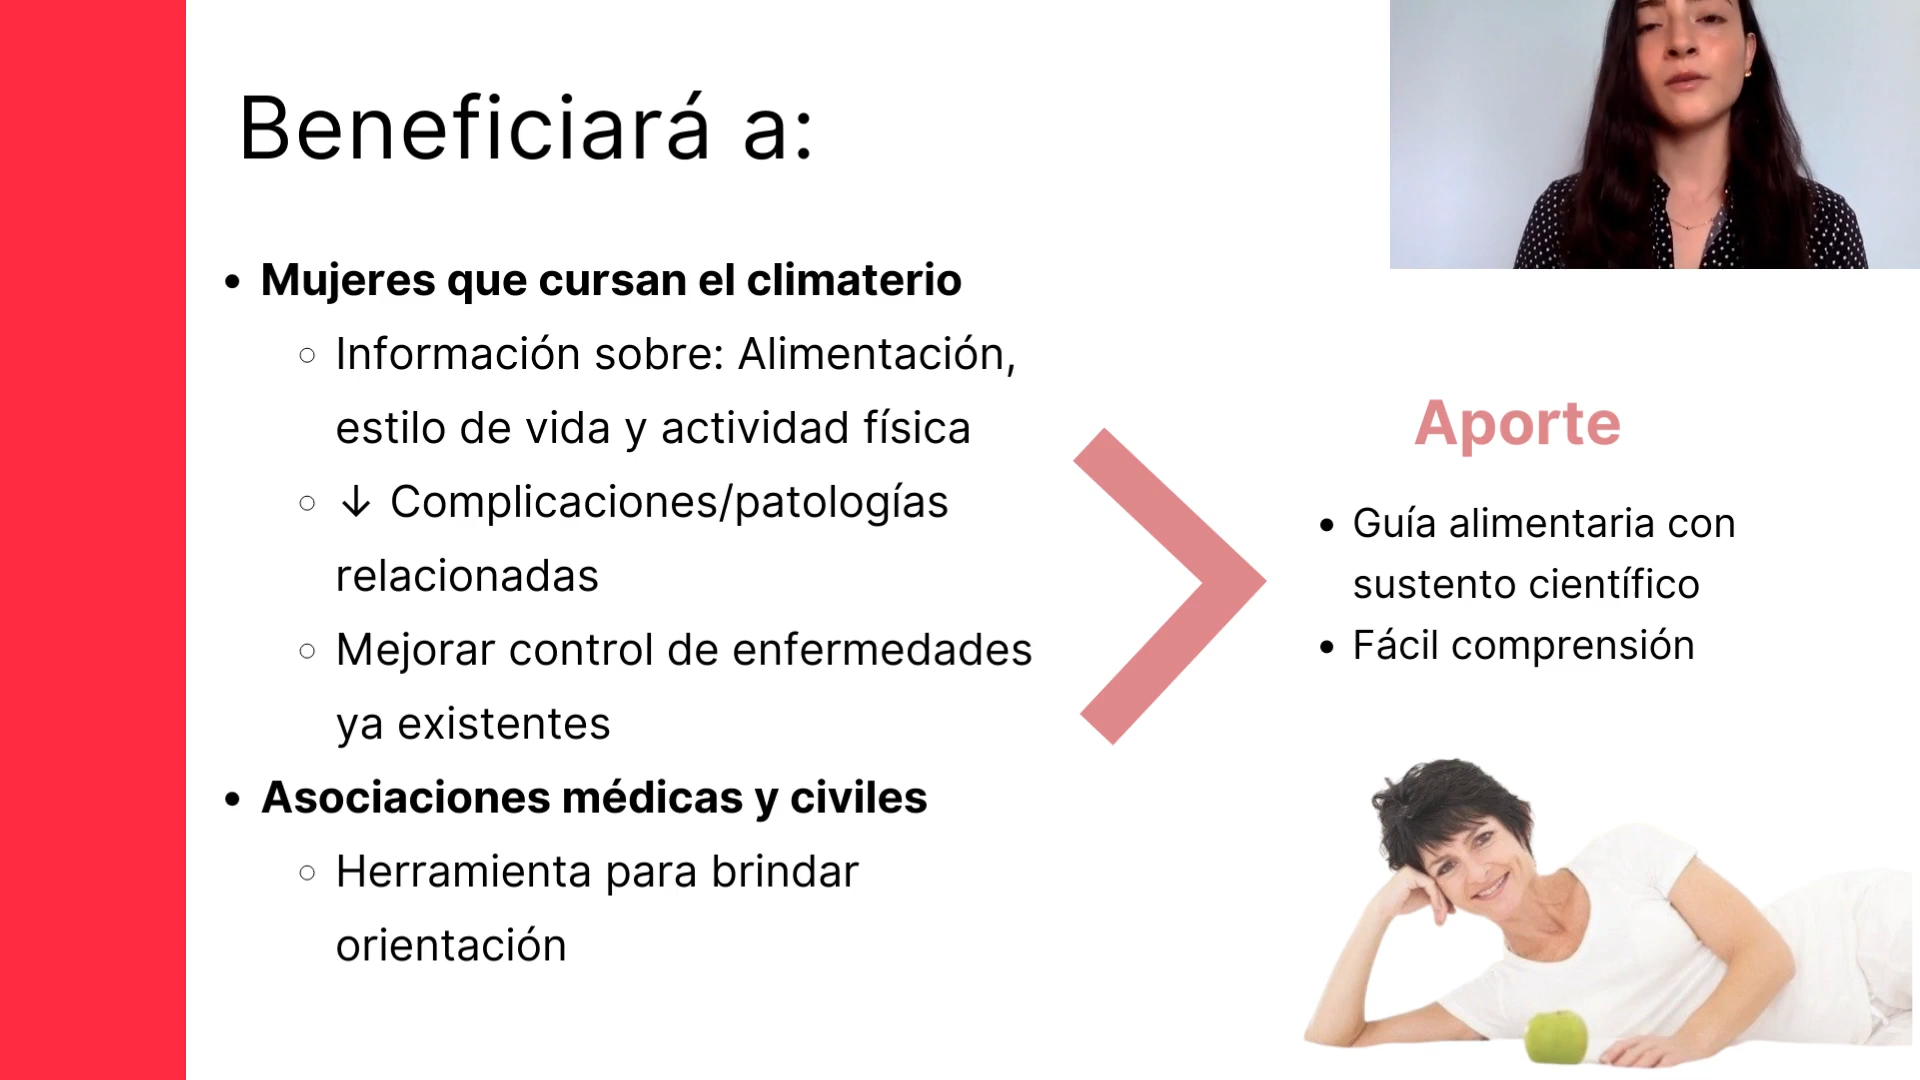 Beneficiará a:
• Mujeres que cursan el climaterio
○ Información sobre: Alimentación,
estilo de vida y actividad física
○ ↓ Complicaciones/patologías
relacionadas
○ Mejorar control de enfermedades
ya existentes
• Asociaciones médicas y civiles
○ Herramienta para brindar
orientación
Aporte
• Guía alimentaria con
sustento científico
• Fácil comprensión